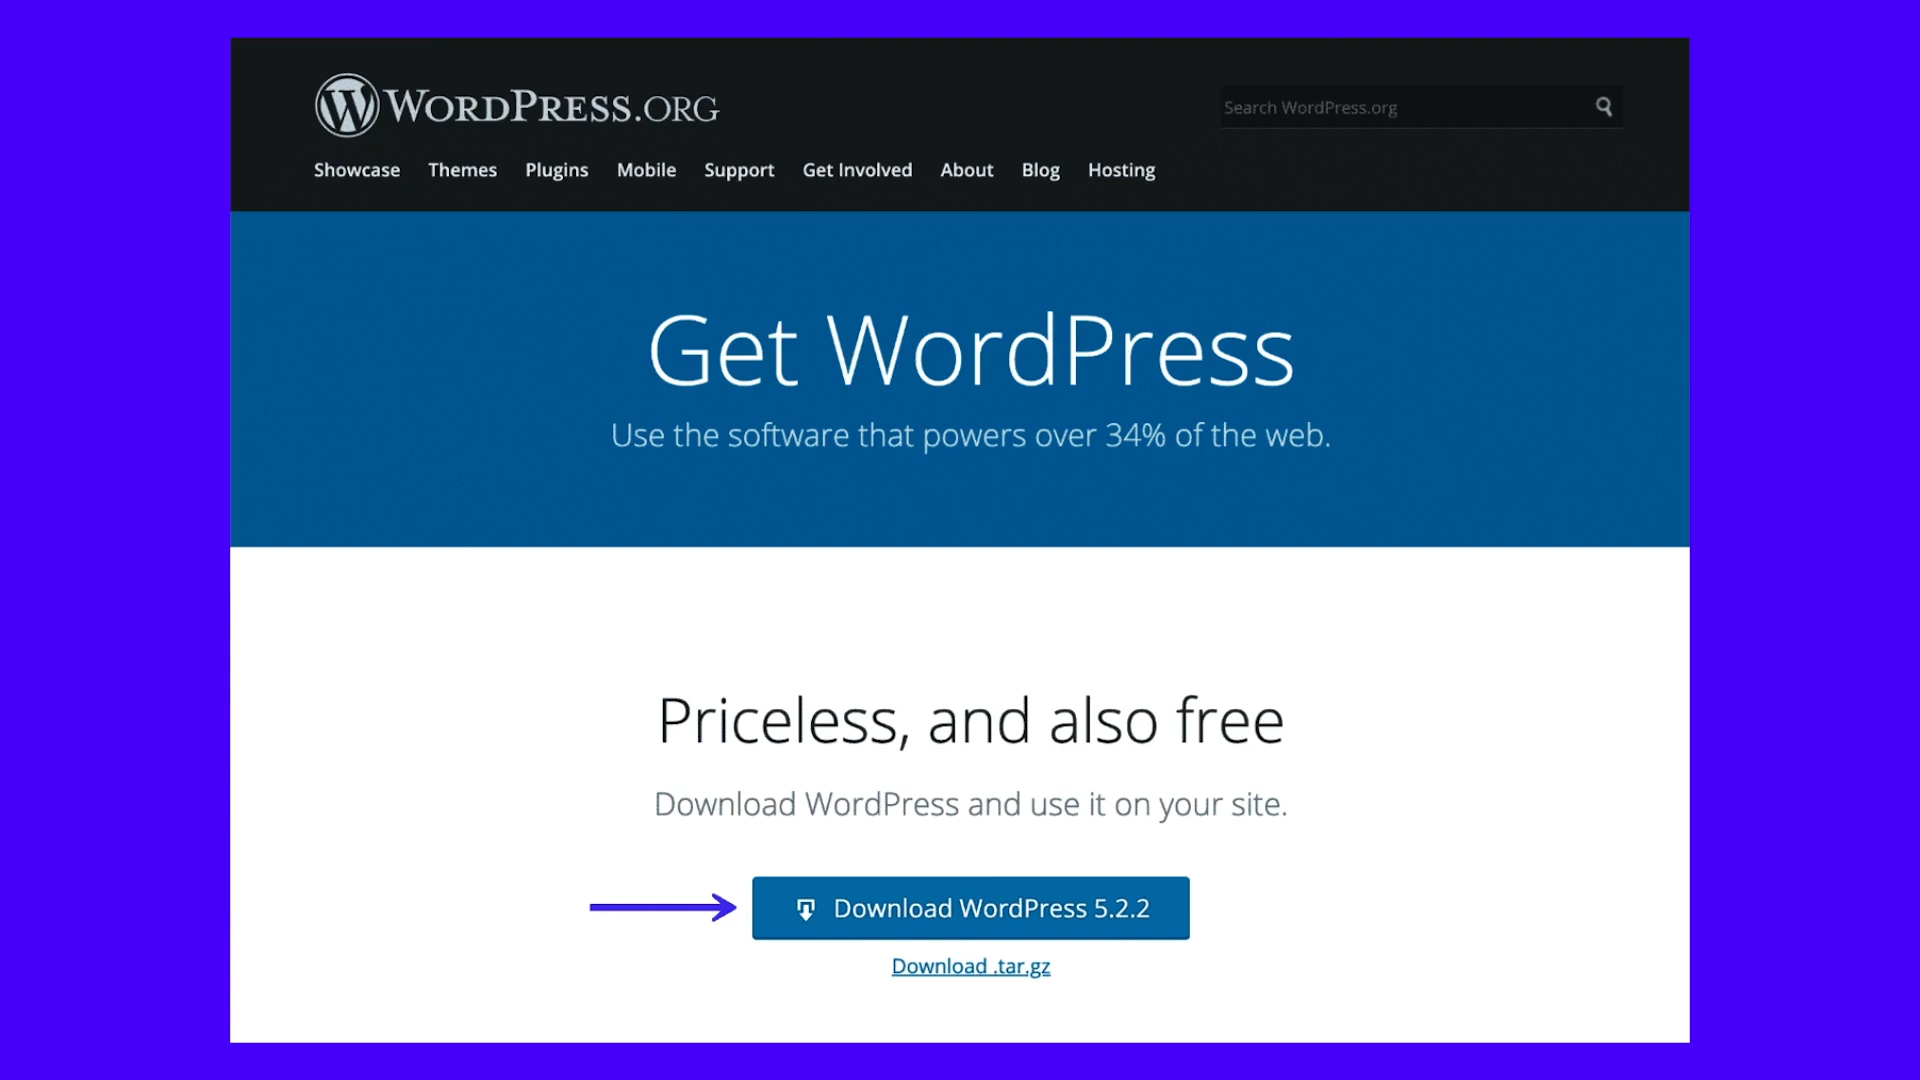 WORDPRESS.ORG
Search WordPress.org
Showcase Themes Plugins Mobile Support Get Involved About Blog Hosting
Get WordPress
Use the software that powers over 34% of the web.
Priceless, and also free
Download WordPress and use it on your site.
Download WordPress 5.2.2
Download .tar.gz